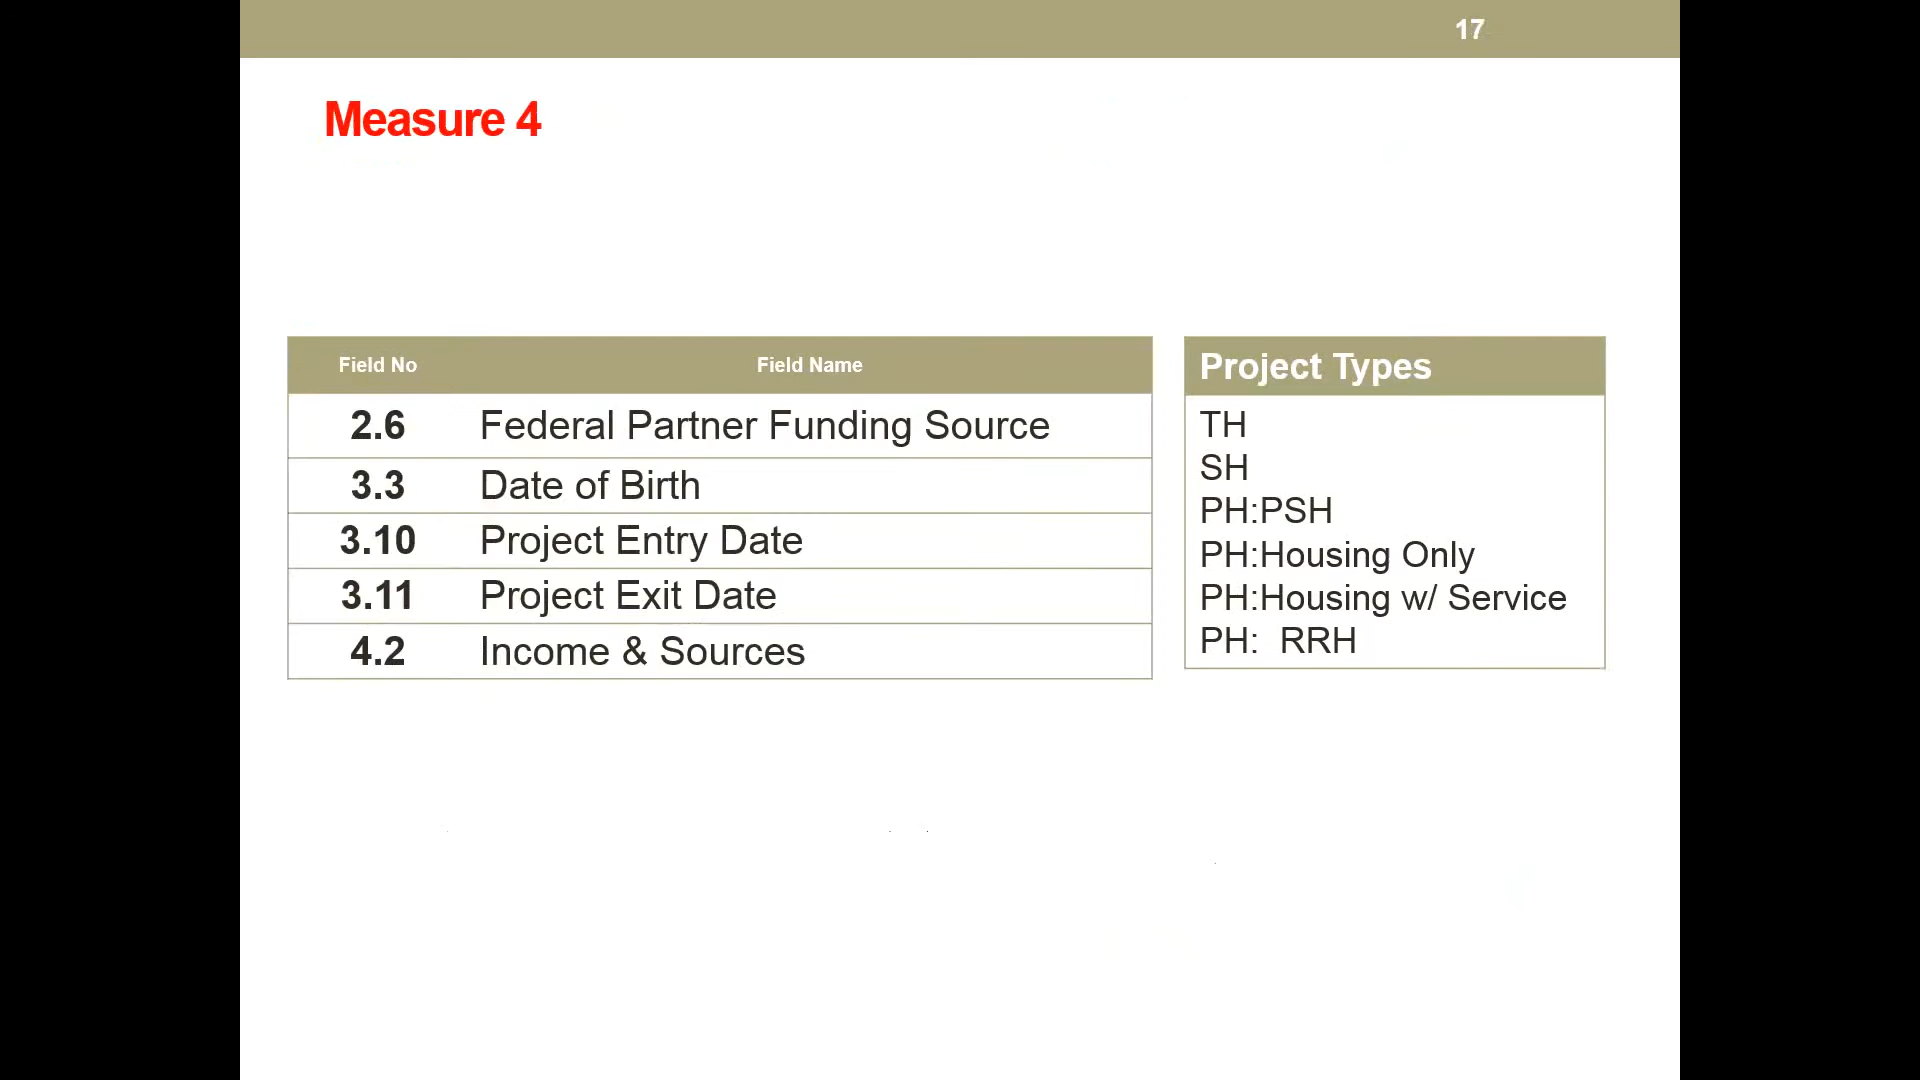 17
Measure 4
Field No Field Name
2.6 Federal Partner Funding Source
3.3 Date of Birth
3.10 Project Entry Date
3.11 Project Exit Date
4.2 Income & Sources
Project Types
TH
SH
PH:PSH
PH:Housing Only
PH:Housing w/ Service
PH: RRH